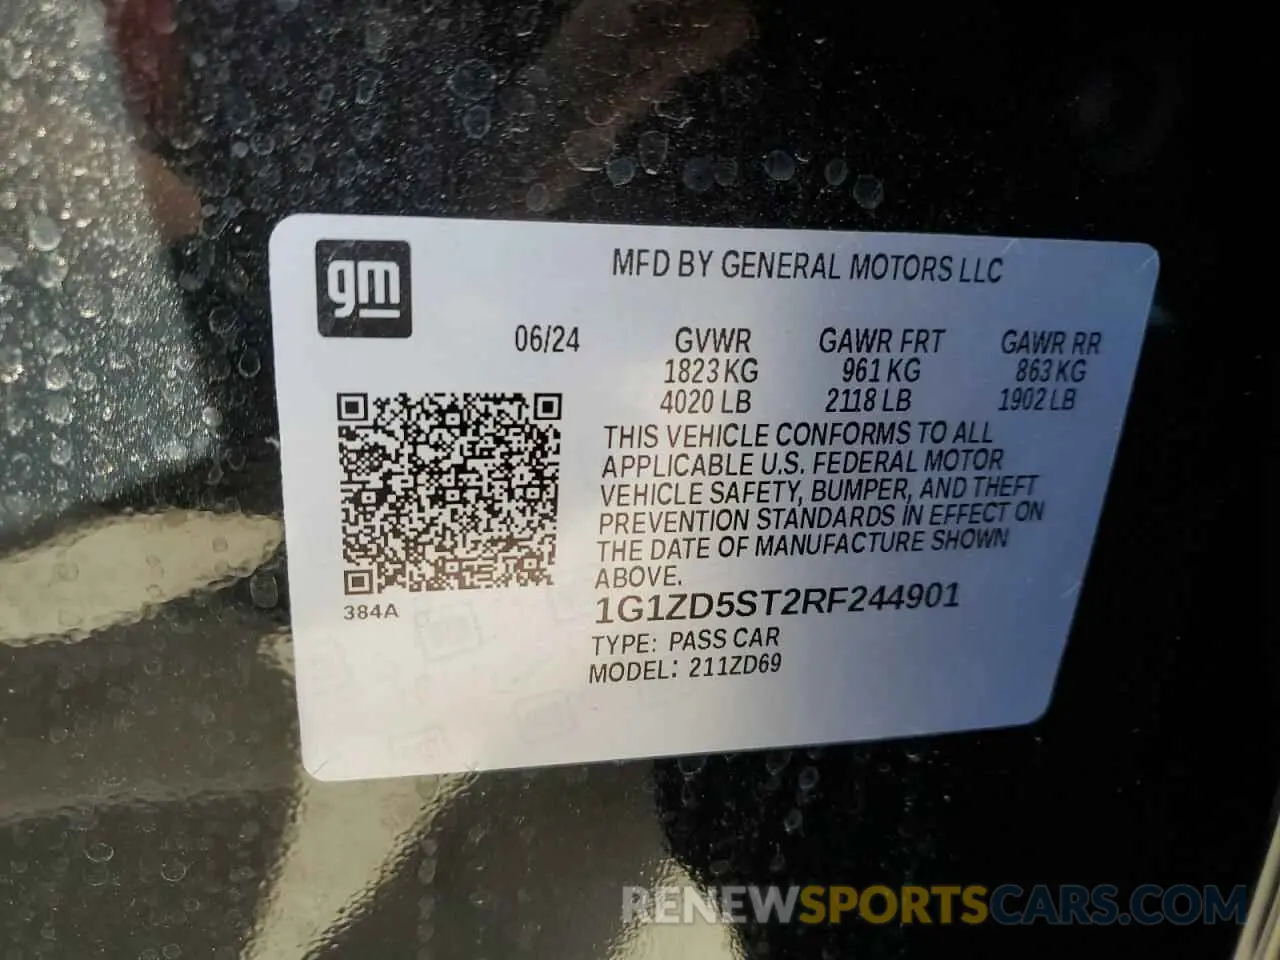 gm
MFD BY GENERAL MOTORS LLC
06/24 GVWR GAWR FRT GAWR RR
1823 KG 961 KG 863 KG
4020 LB 2118 LB 1902 LB
THIS VEHICLE CONFORMS TO ALL
APPLICABLE U.S. FEDERAL MOTOR
VEHICLE SAFETY, BUMPER, AND THEFT
PREVENTION STANDARDS IN EFFECT ON
THE DATE OF MANUFACTURE SHOWN
ABOVE.
384A
1G1ZD5ST2RF244901
TYPE: PASS CAR
MODEL: 211ZD69
RENEWSPORTSCARS.COM